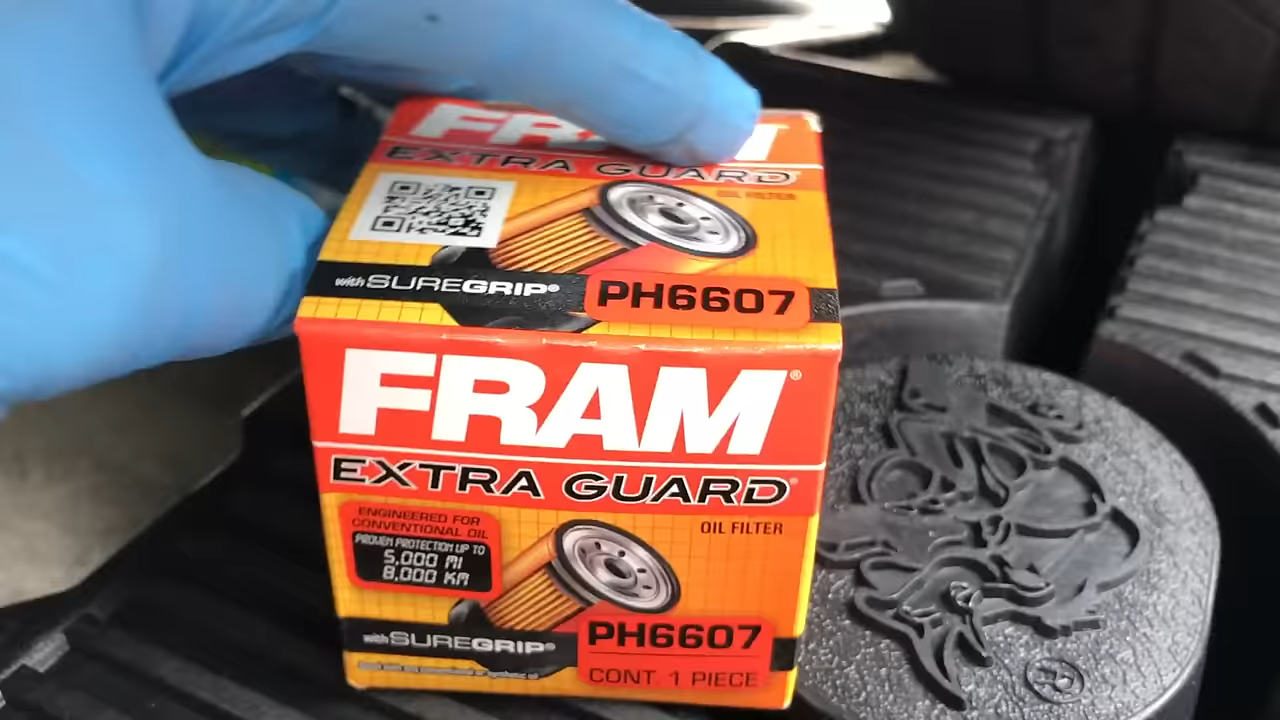 FRAM
EXTRA GUARD
OIL FILTER
with SUREGRIP®
PH6607
FRAM®
EXTRA GUARD®
OIL FILTER
ENGINEERED FOR
CONVENTIONAL OIL
PROVEN PROTECTION UP TO
5,000 MI
8,000 KM
with SUREGRIP®
PH6607
CONT. 1 PIECE
R